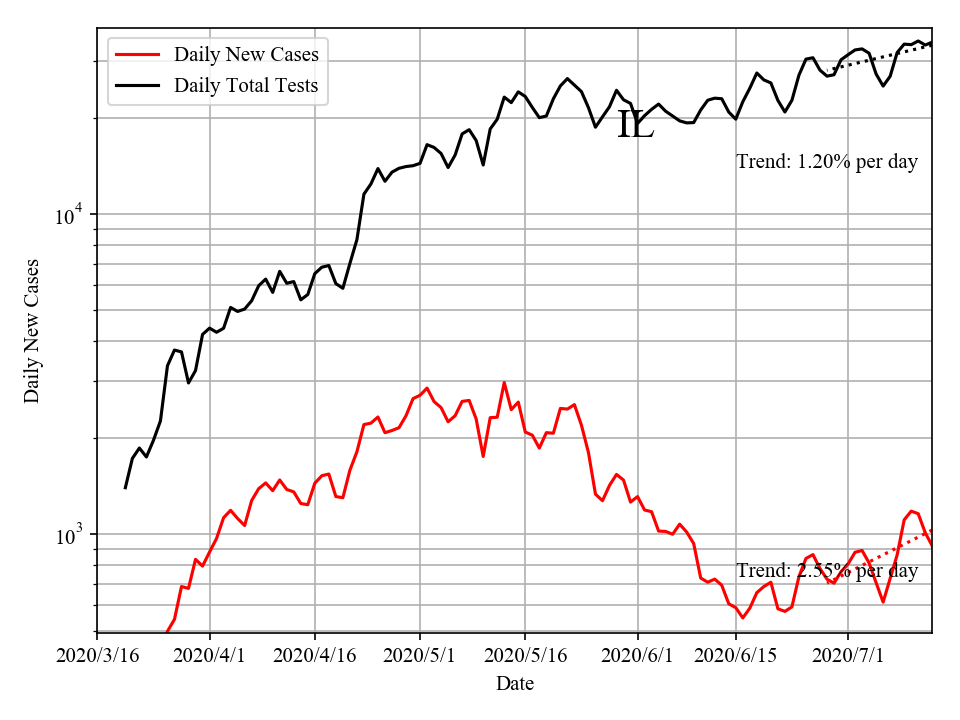 Daily New Cases
Daily Total Tests
IL
Trend: 1.20% per day
10^4
Daily New Cases
10^3
Trend: 2.55% per day
2020/3/16 2020/4/1 2020/4/16 2020/5/1 2020/5/16 2020/6/1 2020/6/15 2020/7/1
Date